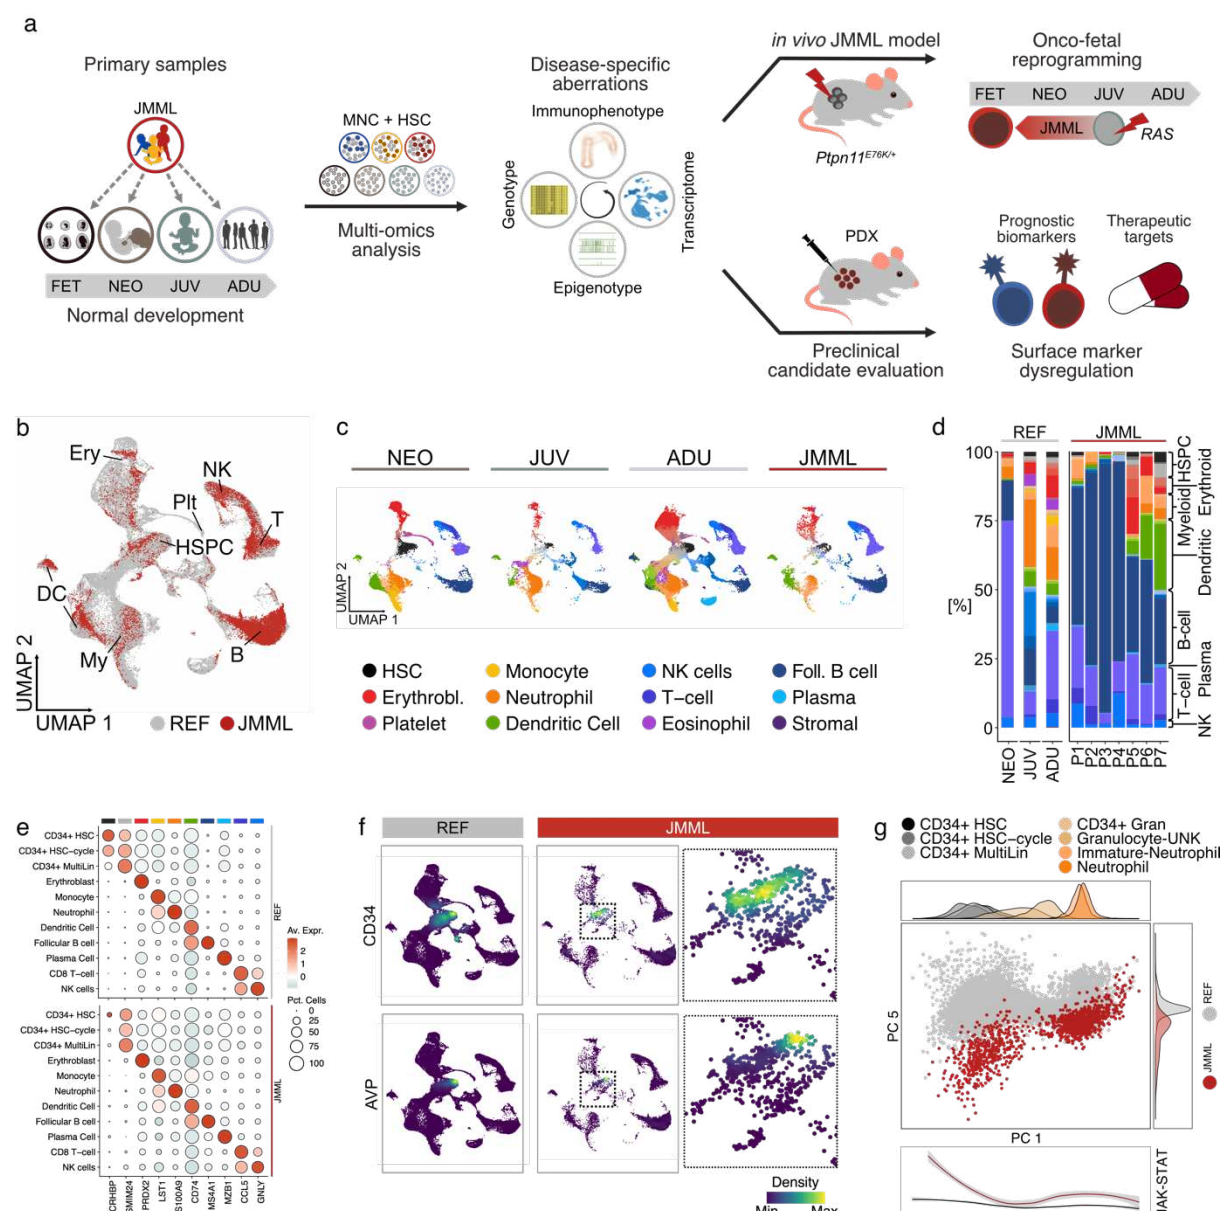 a
Primary samples
JMML
FET NEO JUV ADU
Normal development
MNC + HSC
Multi-omics
analysis
Disease-specific
aberrations
Immunophenotype
Genotype
Transcriptome
Epigenotype
in vivo JMML model
Ptpn11E76K/+
Onco-fetal
reprogramming
FET NEO JUV ADU
JMML
RAS
PDX
Preclinical
candidate evaluation
Prognostic
biomarkers
Therapeutic
targets
Surface marker
dysregulation
b
Ery
NK
Plt
T
HSPC
DC
My
B
UMAP 2
UMAP 1
REF JMML
c
NEO JUV ADU JMML
UMAP 2
UMAP 1
HSC Monocyte NK cells Foll. B cell
Erythrobl. Neutrophil T-cell Plasma
Platelet Dendritic Cell Eosinophil Stromal
d
REF JMML
100
75
50
[%]
25
0
NEO JUV ADU P1 P2 P3 P4 P5 P6 P7
HSPC
Erythroid
Myeloid
Dendritic
B-cell
Plasma
T-cell
NK
e
CD34+ HSC
CD34+ HSC-cycle
CD34+ MultiLin
Erythroblast
Monocyte
Neutrophil
Dendritic Cell
Follicular B cell
Plasma Cell
CD8 T-cell
NK cells
REF
CD34+ HSC
CD34+ HSC-cycle
CD34+ MultiLin
Erythroblast
Monocyte
Neutrophil
Dendritic Cell
Follicular B cell
Plasma Cell
CD8 T-cell
NK cells
JMML
CRHBP SMIM24 PRDX2 LST1 S100A9 CD74 MS4A1 MZB1 CCL5 GNLY
Av. Expr.
2
1
0
Pct. Cells
0
25
50
75
100
f
REF JMML
CD34
AVP
Density
Min Max
g
CD34+ HSC CD34+ Gran
CD34+ HSC-cycle Granulocyte-UNK
CD34+ MultiLin Immature-Neutrophil
Neutrophil
PC 5
PC 1
REF
JMML
JAK-STAT